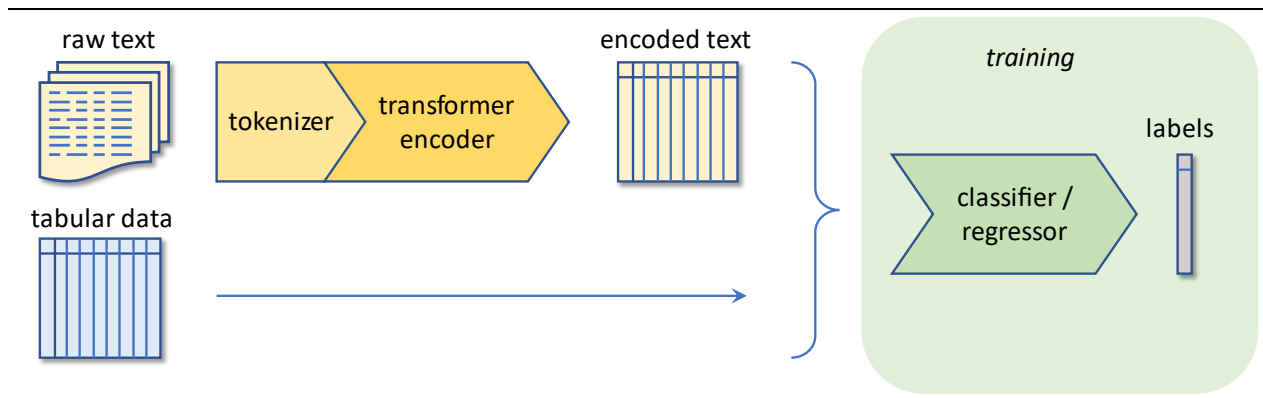 raw text
tokenizer
transformer
encoder
encoded text
tabular data
training
classifier /
regressor
labels